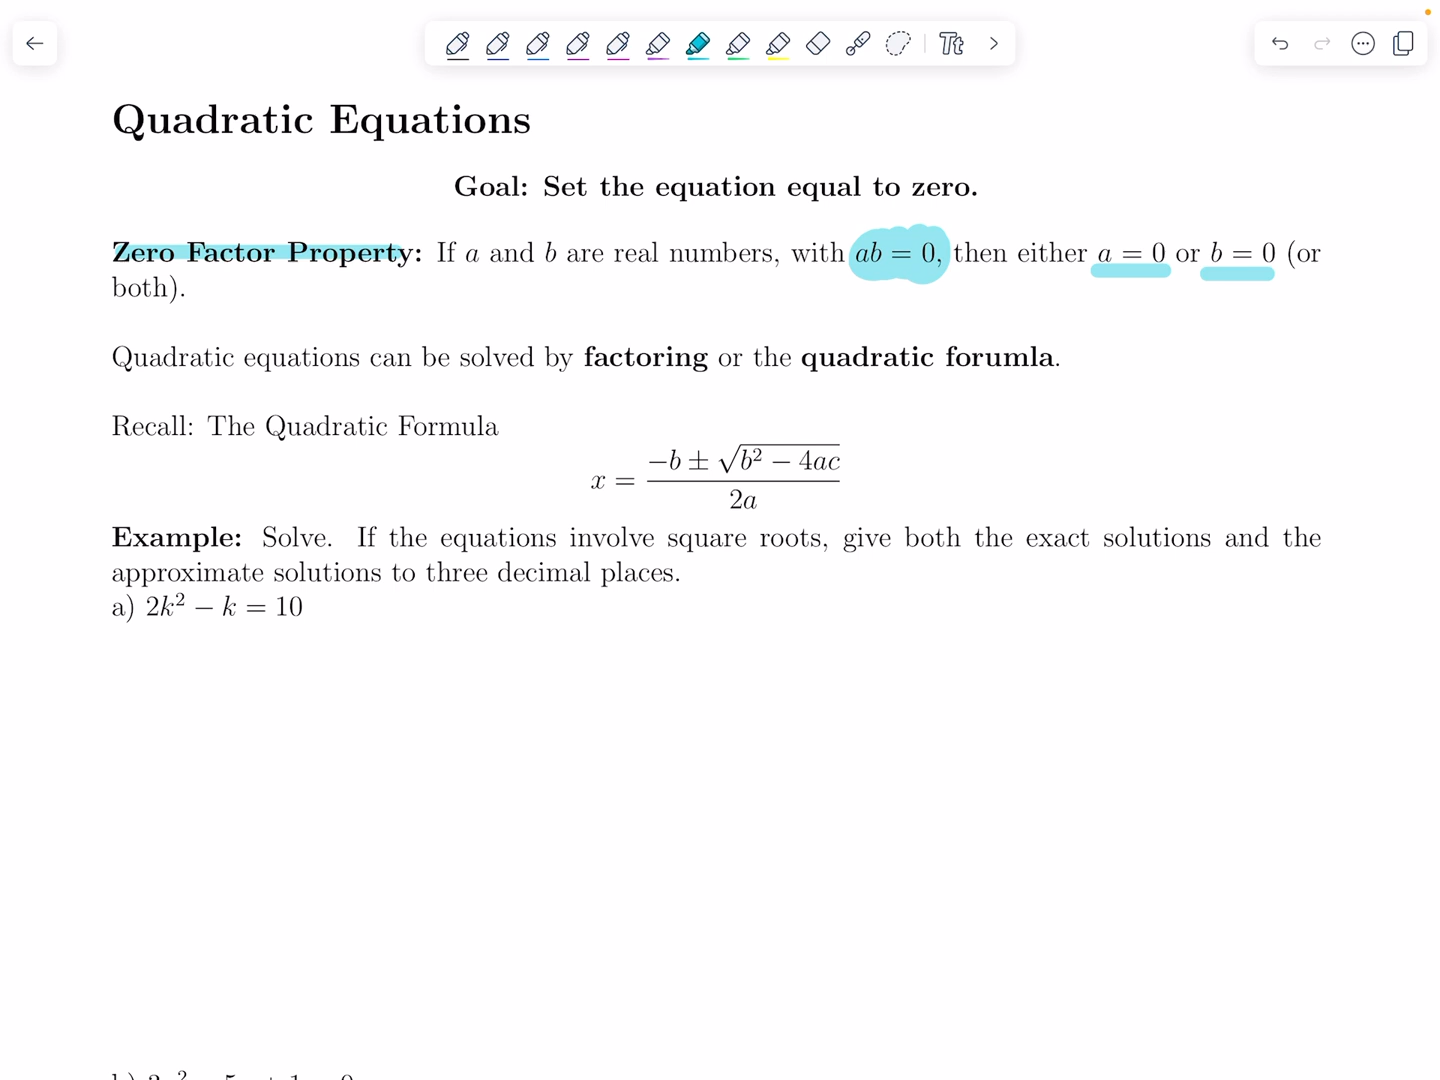 Tt
Quadratic Equations
Goal: Set the equation equal to zero.
Zero Factor Property: If a and b are real numbers, with ab = 0, then either a = 0 or b = 0 (or
both).
Quadratic equations can be solved by factoring or the quadratic forumla.
Recall: The Quadratic Formula
x = \frac{-b ± \sqrt{b² − 4ac}}{2a}
Example: Solve. If the equations involve square roots, give both the exact solutions and the
approximate solutions to three decimal places.
a) 2k² − k = 10